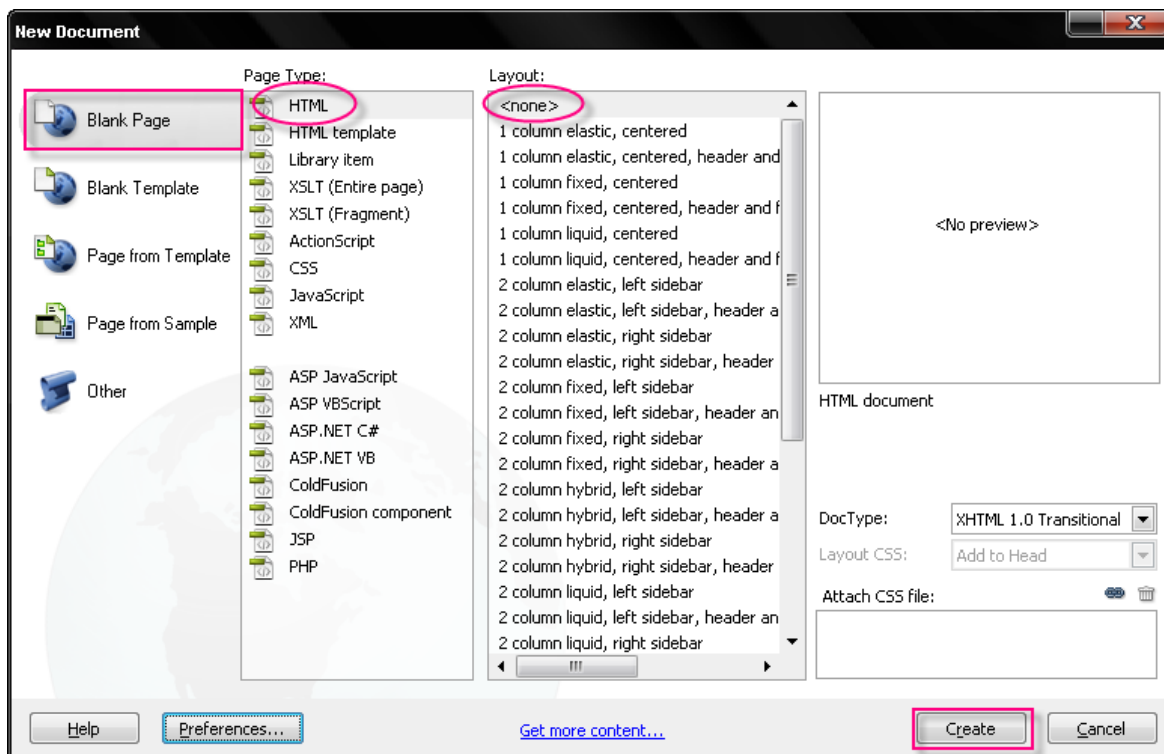 New Document
Blank Page
Blank Template
Page from Template
Page from Sample
Other
Page Type:
HTML
HTML template
Library item
XSLT (Entire page)
XSLT (Fragment)
ActionScript
CSS
JavaScript
XML
ASP JavaScript
ASP VBScript
ASP.NET C#
ASP.NET VB
ColdFusion
ColdFusion component
JSP
PHP
Layout:
<none>
1 column elastic, centered
1 column elastic, centered, header and
1 column fixed, centered
1 column fixed, centered, header and f
1 column liquid, centered
1 column liquid, centered, header and f
2 column elastic, left sidebar
2 column elastic, left sidebar, header a
2 column elastic, right sidebar
2 column elastic, right sidebar, header
2 column fixed, left sidebar
2 column fixed, left sidebar, header an
2 column fixed, right sidebar
2 column fixed, right sidebar, header a
2 column hybrid, left sidebar
2 column hybrid, left sidebar, header a
2 column hybrid, right sidebar
2 column hybrid, right sidebar, header
2 column liquid, left sidebar
2 column liquid, left sidebar, header an
2 column liquid, right sidebar
<No preview>
HTML document
DocType: XHTML 1.0 Transitional
Layout CSS: Add to Head
Attach CSS file:
Help Preferences... Get more content... Create Cancel